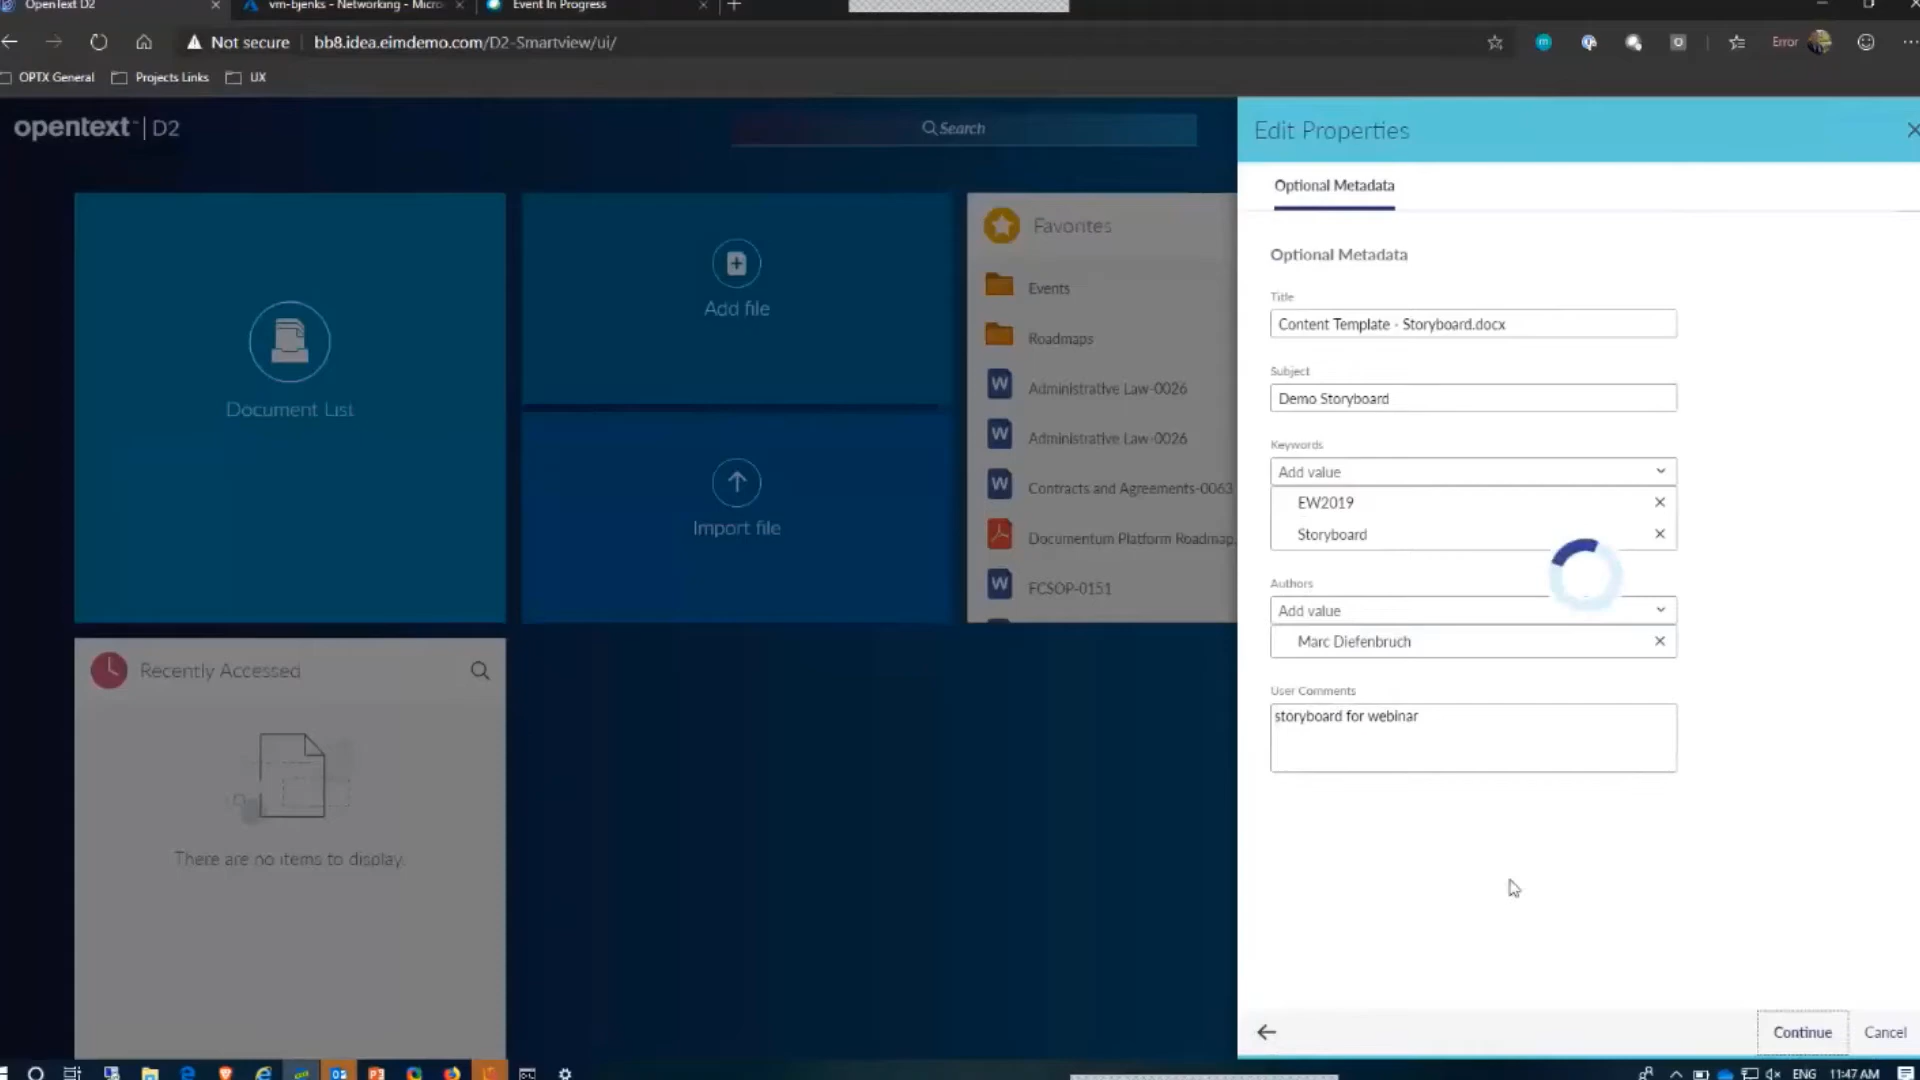 OpenText D2
vm-bjenks - Networking - Micro
Event In Progress
Not secure
bb8.idea.eimdemo.com/D2-Smartview/ui/
Error
OPTX General
Projects Links
UX
opentext™ | D2
Search
Document List
Add file
Import file
Favorites
Events
Roadmaps
Administrative Law-0026
Administrative Law-0026
Contracts and Agreements-0063
Documentum Platform Roadmap.
FCSOP-0151
Recently Accessed
There are no items to display.
Edit Properties
Optional Metadata
Optional Metadata
Title
Content Template - Storyboard.docx
Subject
Demo Storyboard
Keywords
Add value
EW2019
Storyboard
Authors
Add value
Marc Diefenbruch
User Comments
storyboard for webinar
Continue
Cancel
ENG
11:47 AM